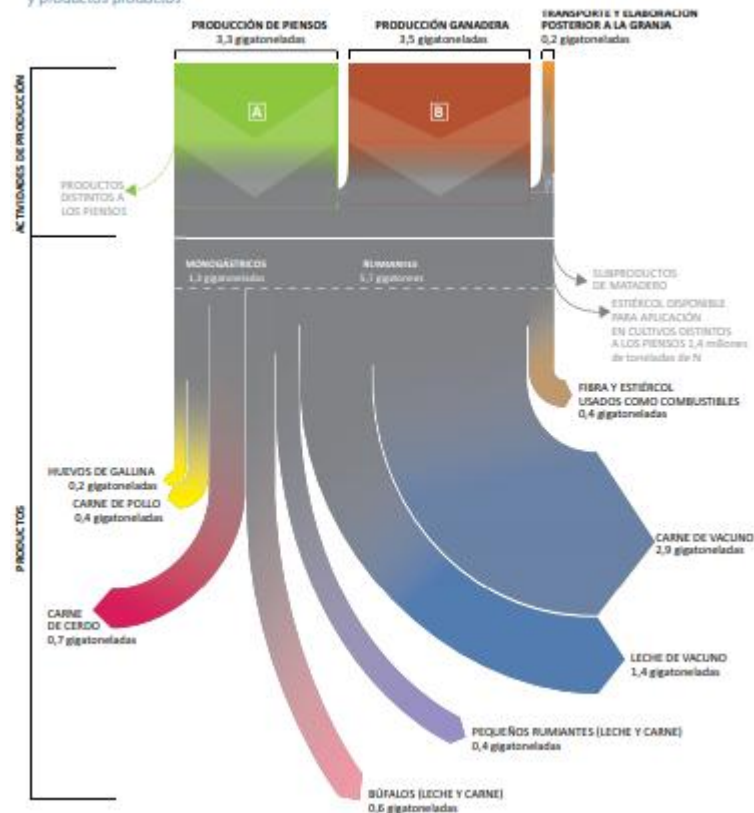 y productos productos
PRODUCCIÓN DE PIENSOS
3,3 gigatoneladas
PRODUCCIÓN GANADERA
3,5 gigatoneladas
TRANSPORTE Y ELABORACIÓN
POSTERIOR A LA GRANJA
0,2 gigatoneladas
ACTIVIDADES DE PRODUCCIÓN
A
B
PRODUCTOS
DISTINTOS A
LOS PIENSOS
MONOGÁSTRICOS
1,3 gigatoneladas
RUMIANTES
5,7 gigatones
SUBPRODUCTOS
DE MATADERO
ESTIÉRCOL DISPONIBLE
PARA APLICACIÓN
EN CULTIVOS DISTINTOS
A LOS PIENSOS 1,4 millones
de toneladas de N
FIBRA Y ESTIÉRCOL
USADOS COMO COMBUSTIBLES
0,4 gigatoneladas
PRODUCTOS
HUEVOS DE GALLINA
0,2 gigatoneladas
CARNE DE POLLO
0,4 gigatoneladas
CARNE DE VACUNO
2,9 gigatoneladas
CARNE
DE CERDO
0,7 gigatoneladas
LECHE DE VACUNO
1,4 gigatoneladas
PEQUEÑOS RUMIANTES (LECHE Y CARNE)
0,4 gigatoneladas
BÚFALOS (LECHE Y CARNE)
0,6 gigatoneladas